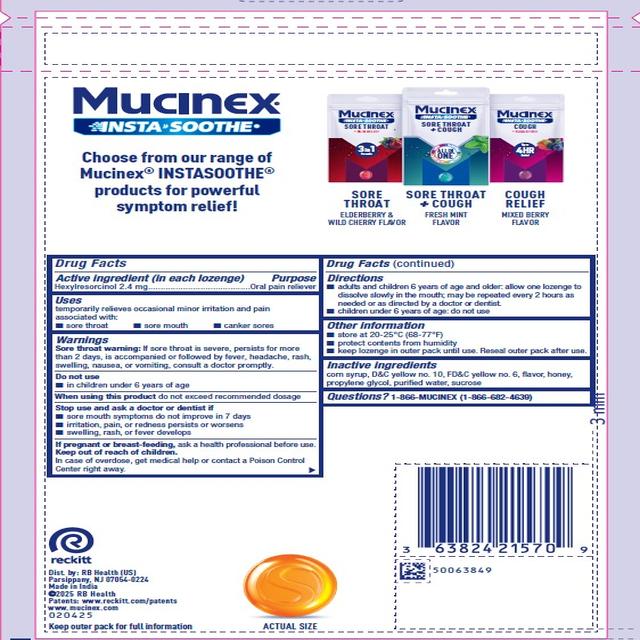 Mucinex®
INSTA•SOOTHE•
Choose from our range of
Mucinex® INSTASOOTHE®
products for powerful
symptom relief!
Mucinex
INSTA•SOOTHE
SORE THROAT
3in1
Mucinex
INSTA•SOOTHE
SORE THROAT
+ COUGH
ALL IN
ONE
Mucinex
INSTA•SOOTHE
COUGH
4HR
SORE
THROAT
ELDERBERRY &
WILD CHERRY FLAVOR
SORE THROAT
+ COUGH
FRESH MINT
FLAVOR
COUGH
RELIEF
MIXED BERRY
FLAVOR
Drug Facts
Active ingredient (in each lozenge) Purpose
Hexylresorcinol 2.4 mg..........................................Oral pain reliever
Uses
temporarily relieves occasional minor irritation and pain
associated with:
■ sore throat ■ sore mouth ■ canker sores
Warnings
Sore throat warning: If sore throat is severe, persists for more
than 2 days, is accompanied or followed by fever, headache, rash,
swelling, nausea, or vomiting, consult a doctor promptly.
Do not use
■ in children under 6 years of age
When using this product do not exceed recommended dosage
Stop use and ask a doctor or dentist if
■ sore mouth symptoms do not improve in 7 days
■ irritation, pain, or redness persists or worsens
■ swelling, rash, or fever develops
If pregnant or breast-feeding, ask a health professional before use.
Keep out of reach of children.
In case of overdose, get medical help or contact a Poison Control
Center right away.
Drug Facts (continued)
Directions
■ adults and children 6 years of age and older: allow one lozenge to
dissolve slowly in the mouth; may be repeated every 2 hours as
needed or as directed by a doctor or dentist.
■ children under 6 years of age: do not use
Other information
■ store at 20-25°C (68-77°F)
■ protect contents from humidity
■ keep lozenge in outer pack until use. Reseal outer pack after use.
Inactive ingredients
corn syrup, D&C yellow no. 10, FD&C yellow no. 6, flavor, honey,
propylene glycol, purified water, sucrose
Questions? 1-866-MUCINEX (1-866-682-4639)
3 mm
reckitt
Dist. by: RB Health (US)
Parsippany, NJ 07054-0224
Made in India
©2025 RB Health
Patents: www.reckitt.com/patents
www.mucinex.com
020425
Keep outer pack for full information
ACTUAL SIZE
3 63824 21570 9
50063849